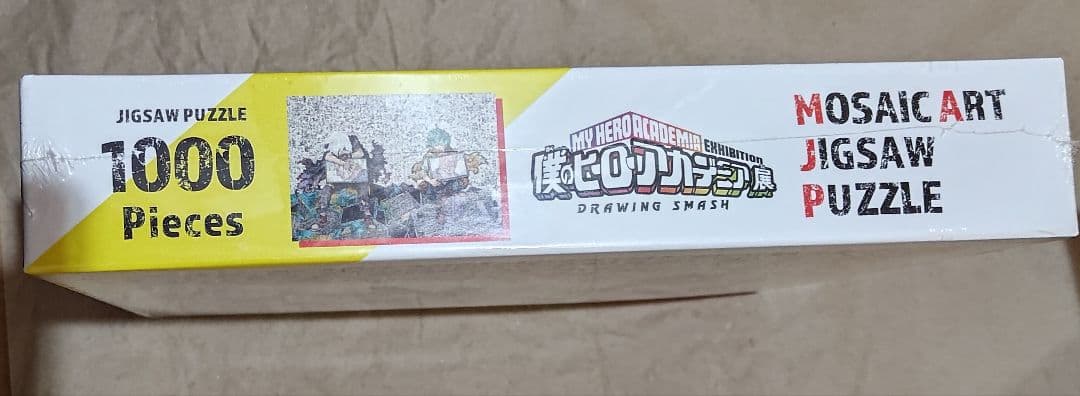 JIGSAW PUZZLE
1000
Pieces
MY HERO ACADEMIA EXHIBITION
僕のヒーローアカデミア展
DRAWING SMASH
MOSAIC ART
JIGSAW
PUZZLE